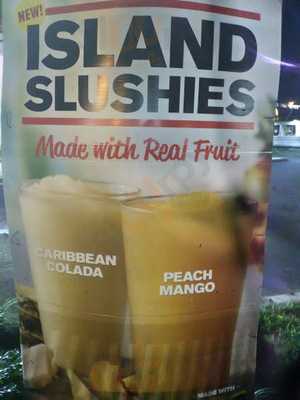 NEW!
ISLAND
SLUSHIES
Made with Real Fruit
CARIBBEAN
COLADA
PEACH
MANGO
MADE WITH